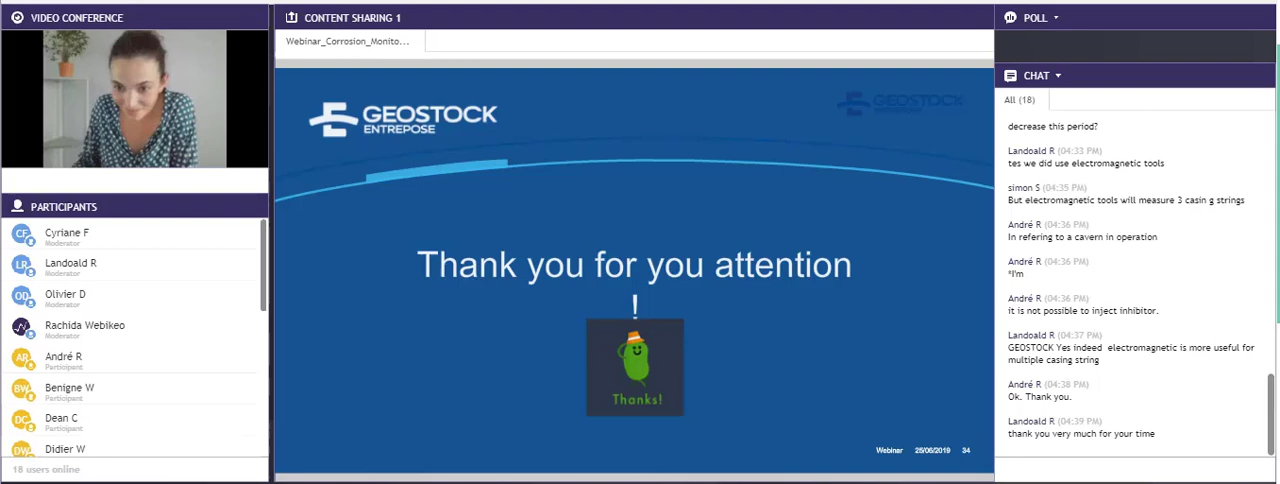 VIDEO CONFERENCE
CONTENT SHARING 1
Webinar_Corrosion_Monito...
GEOSTOCK
ENTREPOSE
GEOSTOCK
Thank you for you attention
!
Thanks!
Webinar 25/06/2019 34
PARTICIPANTS
CF
Cyriane F
Moderator
LR
Landoald R
Moderator
OD
Olivier D
Moderator
Rachida Webikeo
Moderator
AR
André R
Participant
BW
Benigne W
Participant
DC
Dean C
Participant
DW
Didier W
18 users online
POLL
CHAT
All (18)
decrease this period?
Landoald R (04:33 PM)
tes we did use electromagnetic tools
simon S (04:35 PM)
But electromagnetic tools will measure 3 casin g strings
André R (04:36 PM)
In refering to a cavern in operation
André R (04:36 PM)
*I'm
André R (04:36 PM)
it is not possible to inject inhibitor.
Landoald R (04:37 PM)
GEOSTOCK Yes indeed electromagnetic is more useful for
multiple casing string
André R (04:38 PM)
Ok. Thank you.
Landoald R (04:39 PM)
thank you very much for your time